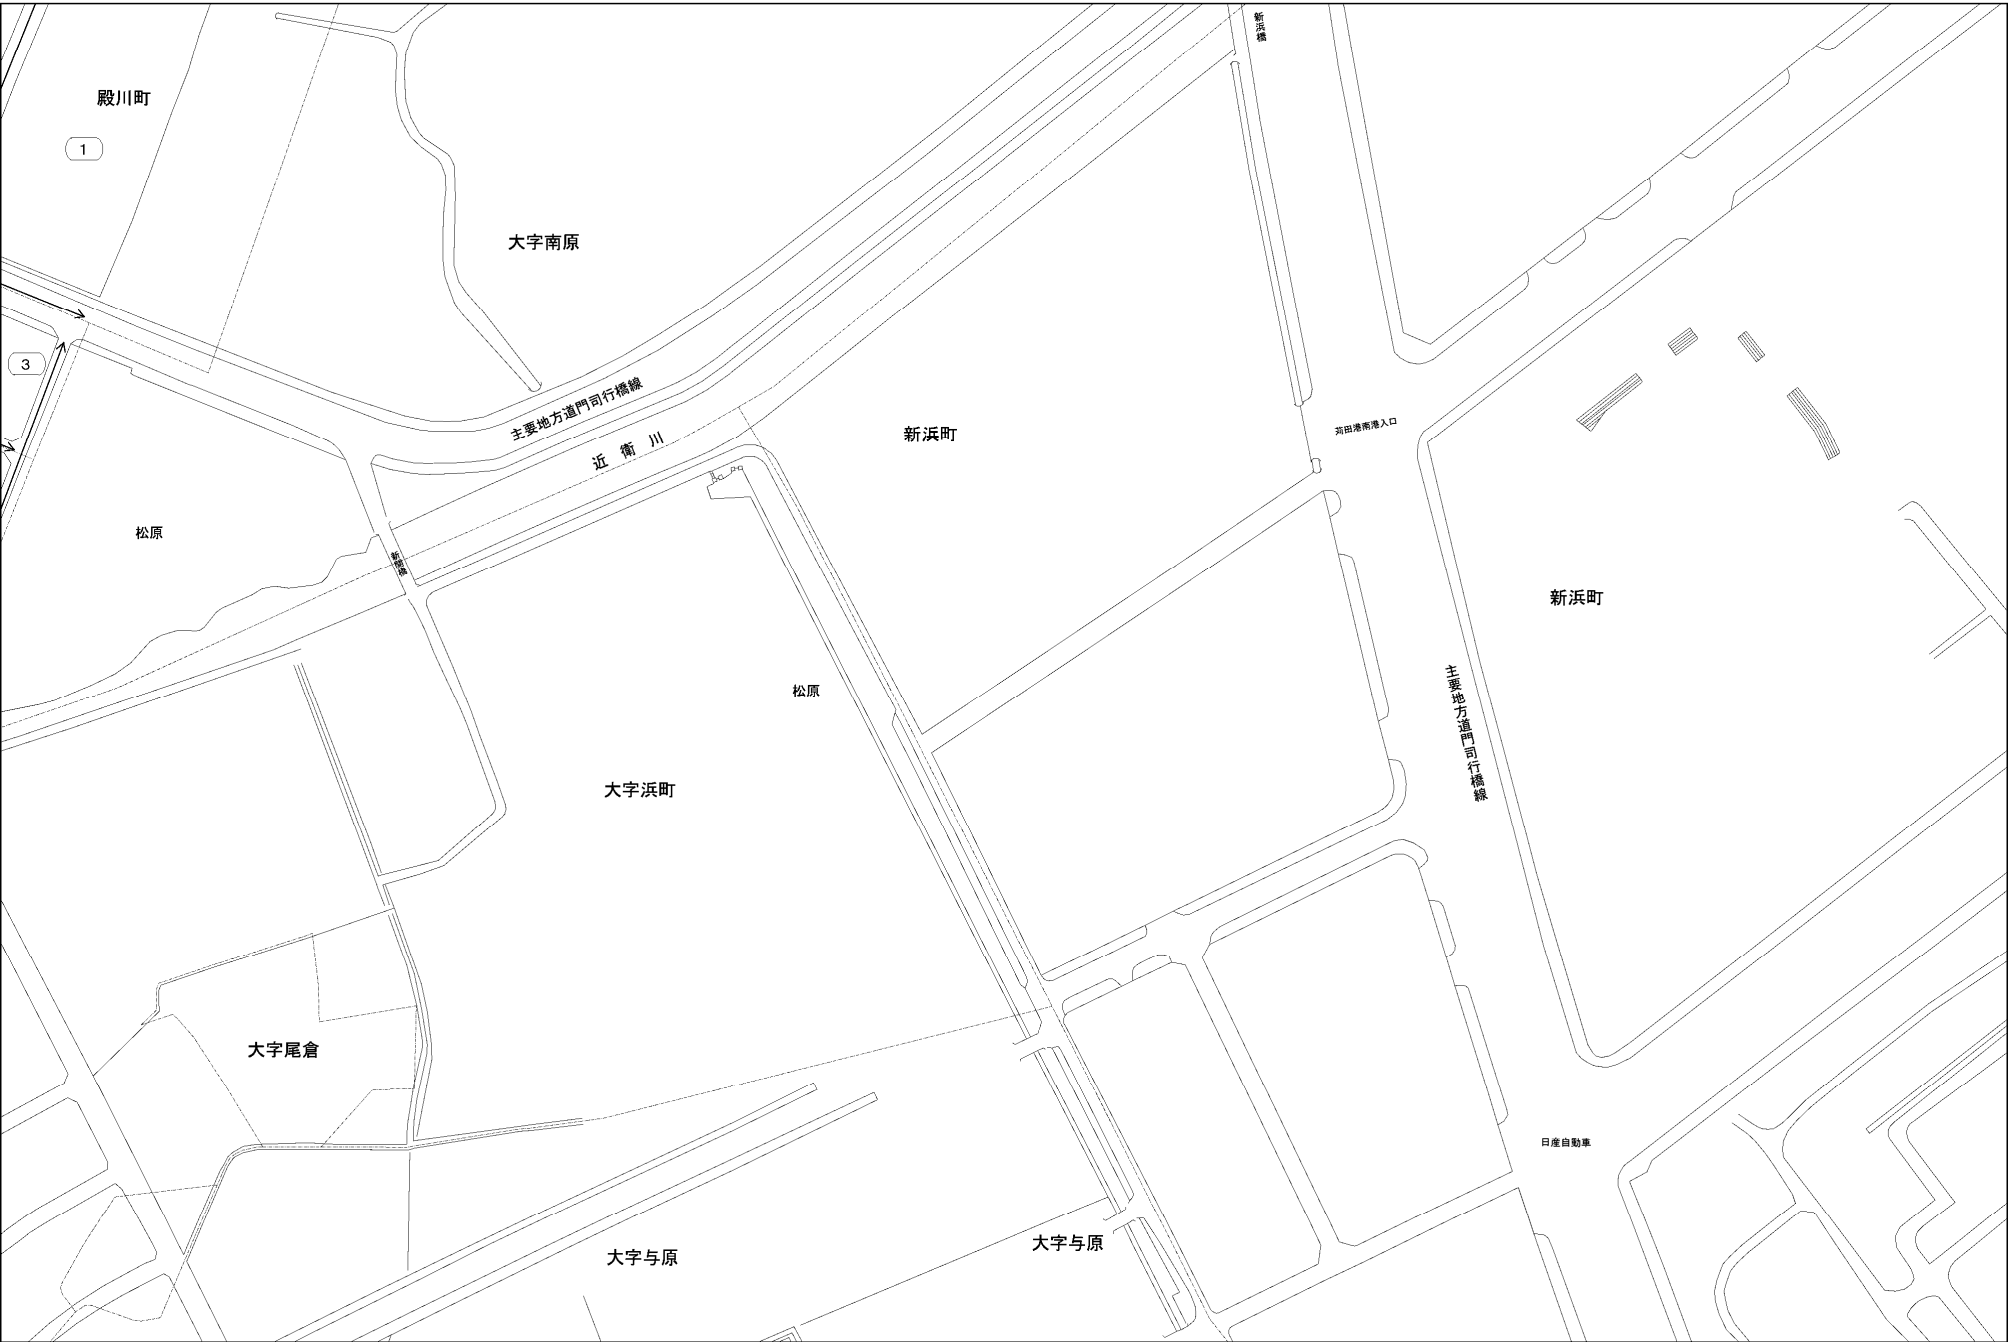 新浜橋
殿川町
1
大字南原
3
主要地方道門司行橋線
近衛川
新浜町
苅田港南港入口
松原
新開橋
新浜町
松原
主要地方道門司行橋線
大字浜町
大字尾倉
日産自動車
大字与原
大字与原